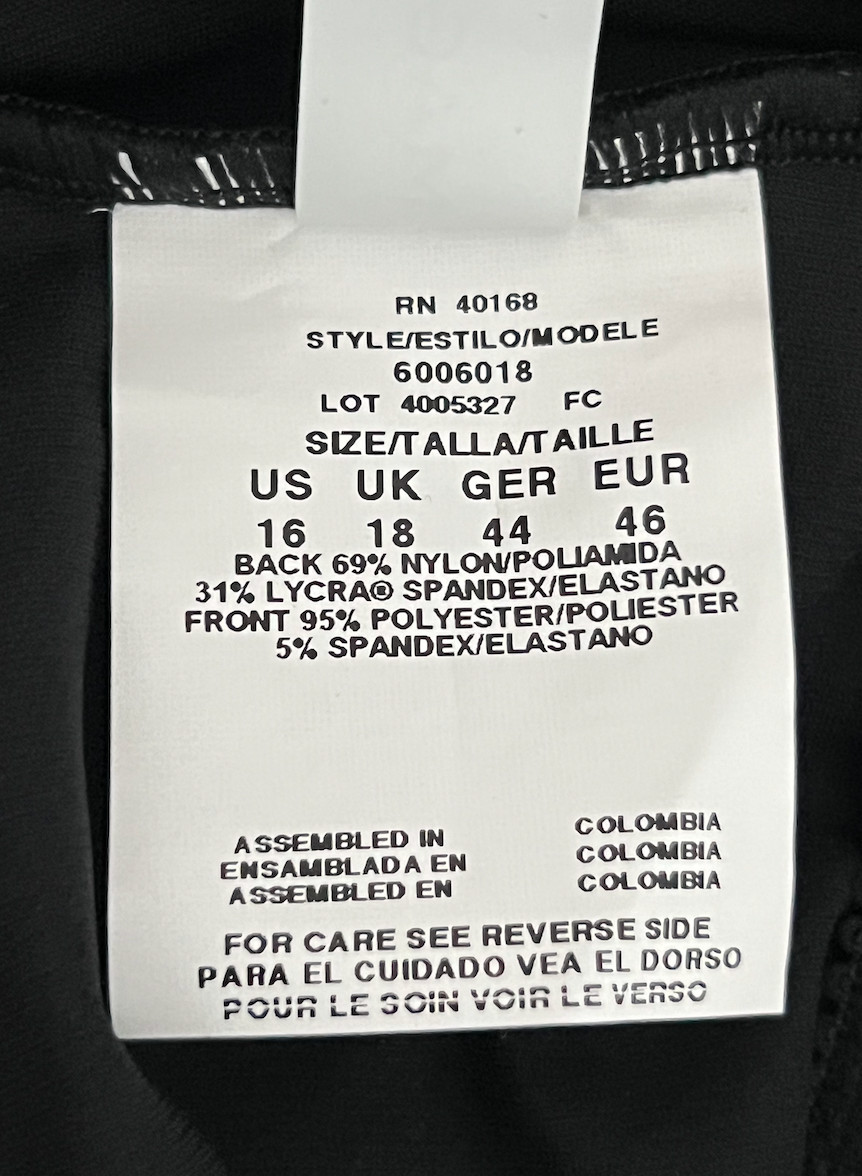 RN 40168
STYLE/ESTILO/MODELE
6006018
LOT 4005327 FC
SIZE/TALLA/TAILLE
US UK GER EUR
16 18 44 46
BACK 69% NYLON/POLIAMIDA
31% LYCRA® SPANDEX/ELASTANO
FRONT 95% POLYESTER/POLIESTER
5% SPANDEX/ELASTANO
ASSEMBLED IN COLOMBIA
ENSAMBLADA EN COLOMBIA
ASSEMBLED EN COLOMBIA
FOR CARE SEE REVERSE SIDE
PARA EL CUIDADO VEA EL DORSO
POUR LE SOIN VOIR LE VERSO